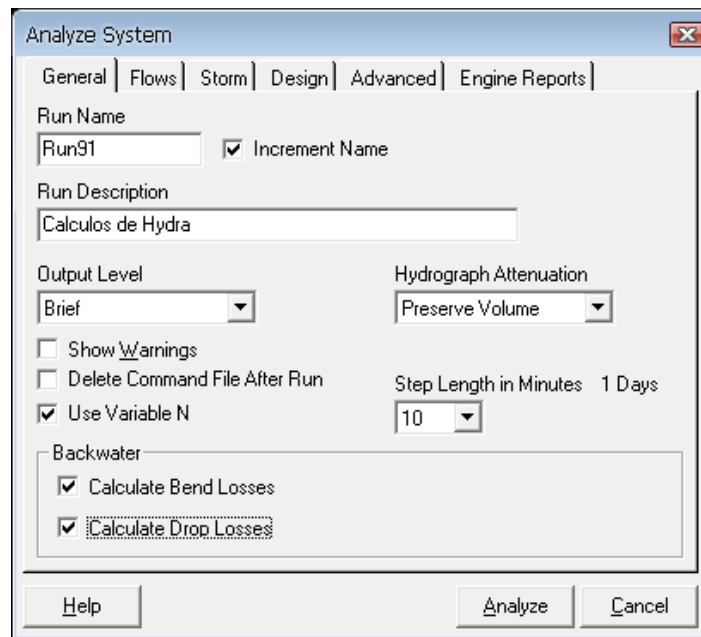 Analyze System
General Flows Storm Design Advanced Engine Reports
Run Name
Run91 Increment Name
Run Description
Calculos de Hydra
Output Level Hydrograph Attenuation
Brief Preserve Volume
Show Warnings
Delete Command File After Run
Step Length in Minutes 1 Days
Use Variable N 10
Backwater
Calculate Bend Losses
Calculate Drop Losses
Help Analyze Cancel